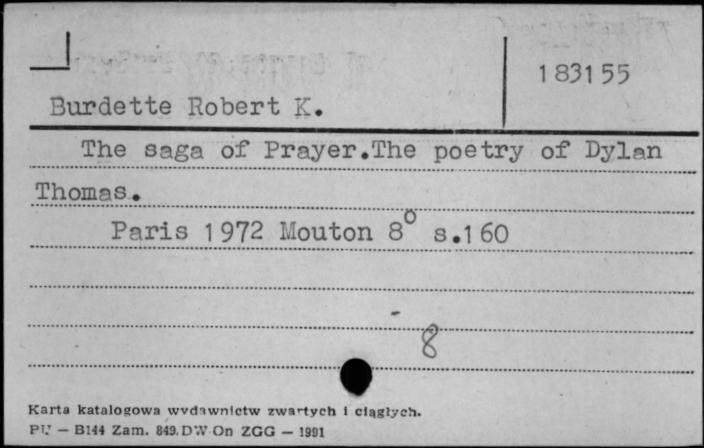 183155
Burdette Robert K.
The saga of Prayer.The poetry of Dylan
Thomas.
Paris 1972 Mouton 8° s.160
8
Karta katalogowa wydawnictw zwartych i ciągłych.
PU — B144 Zam. 849. DW On ZGG — 1991